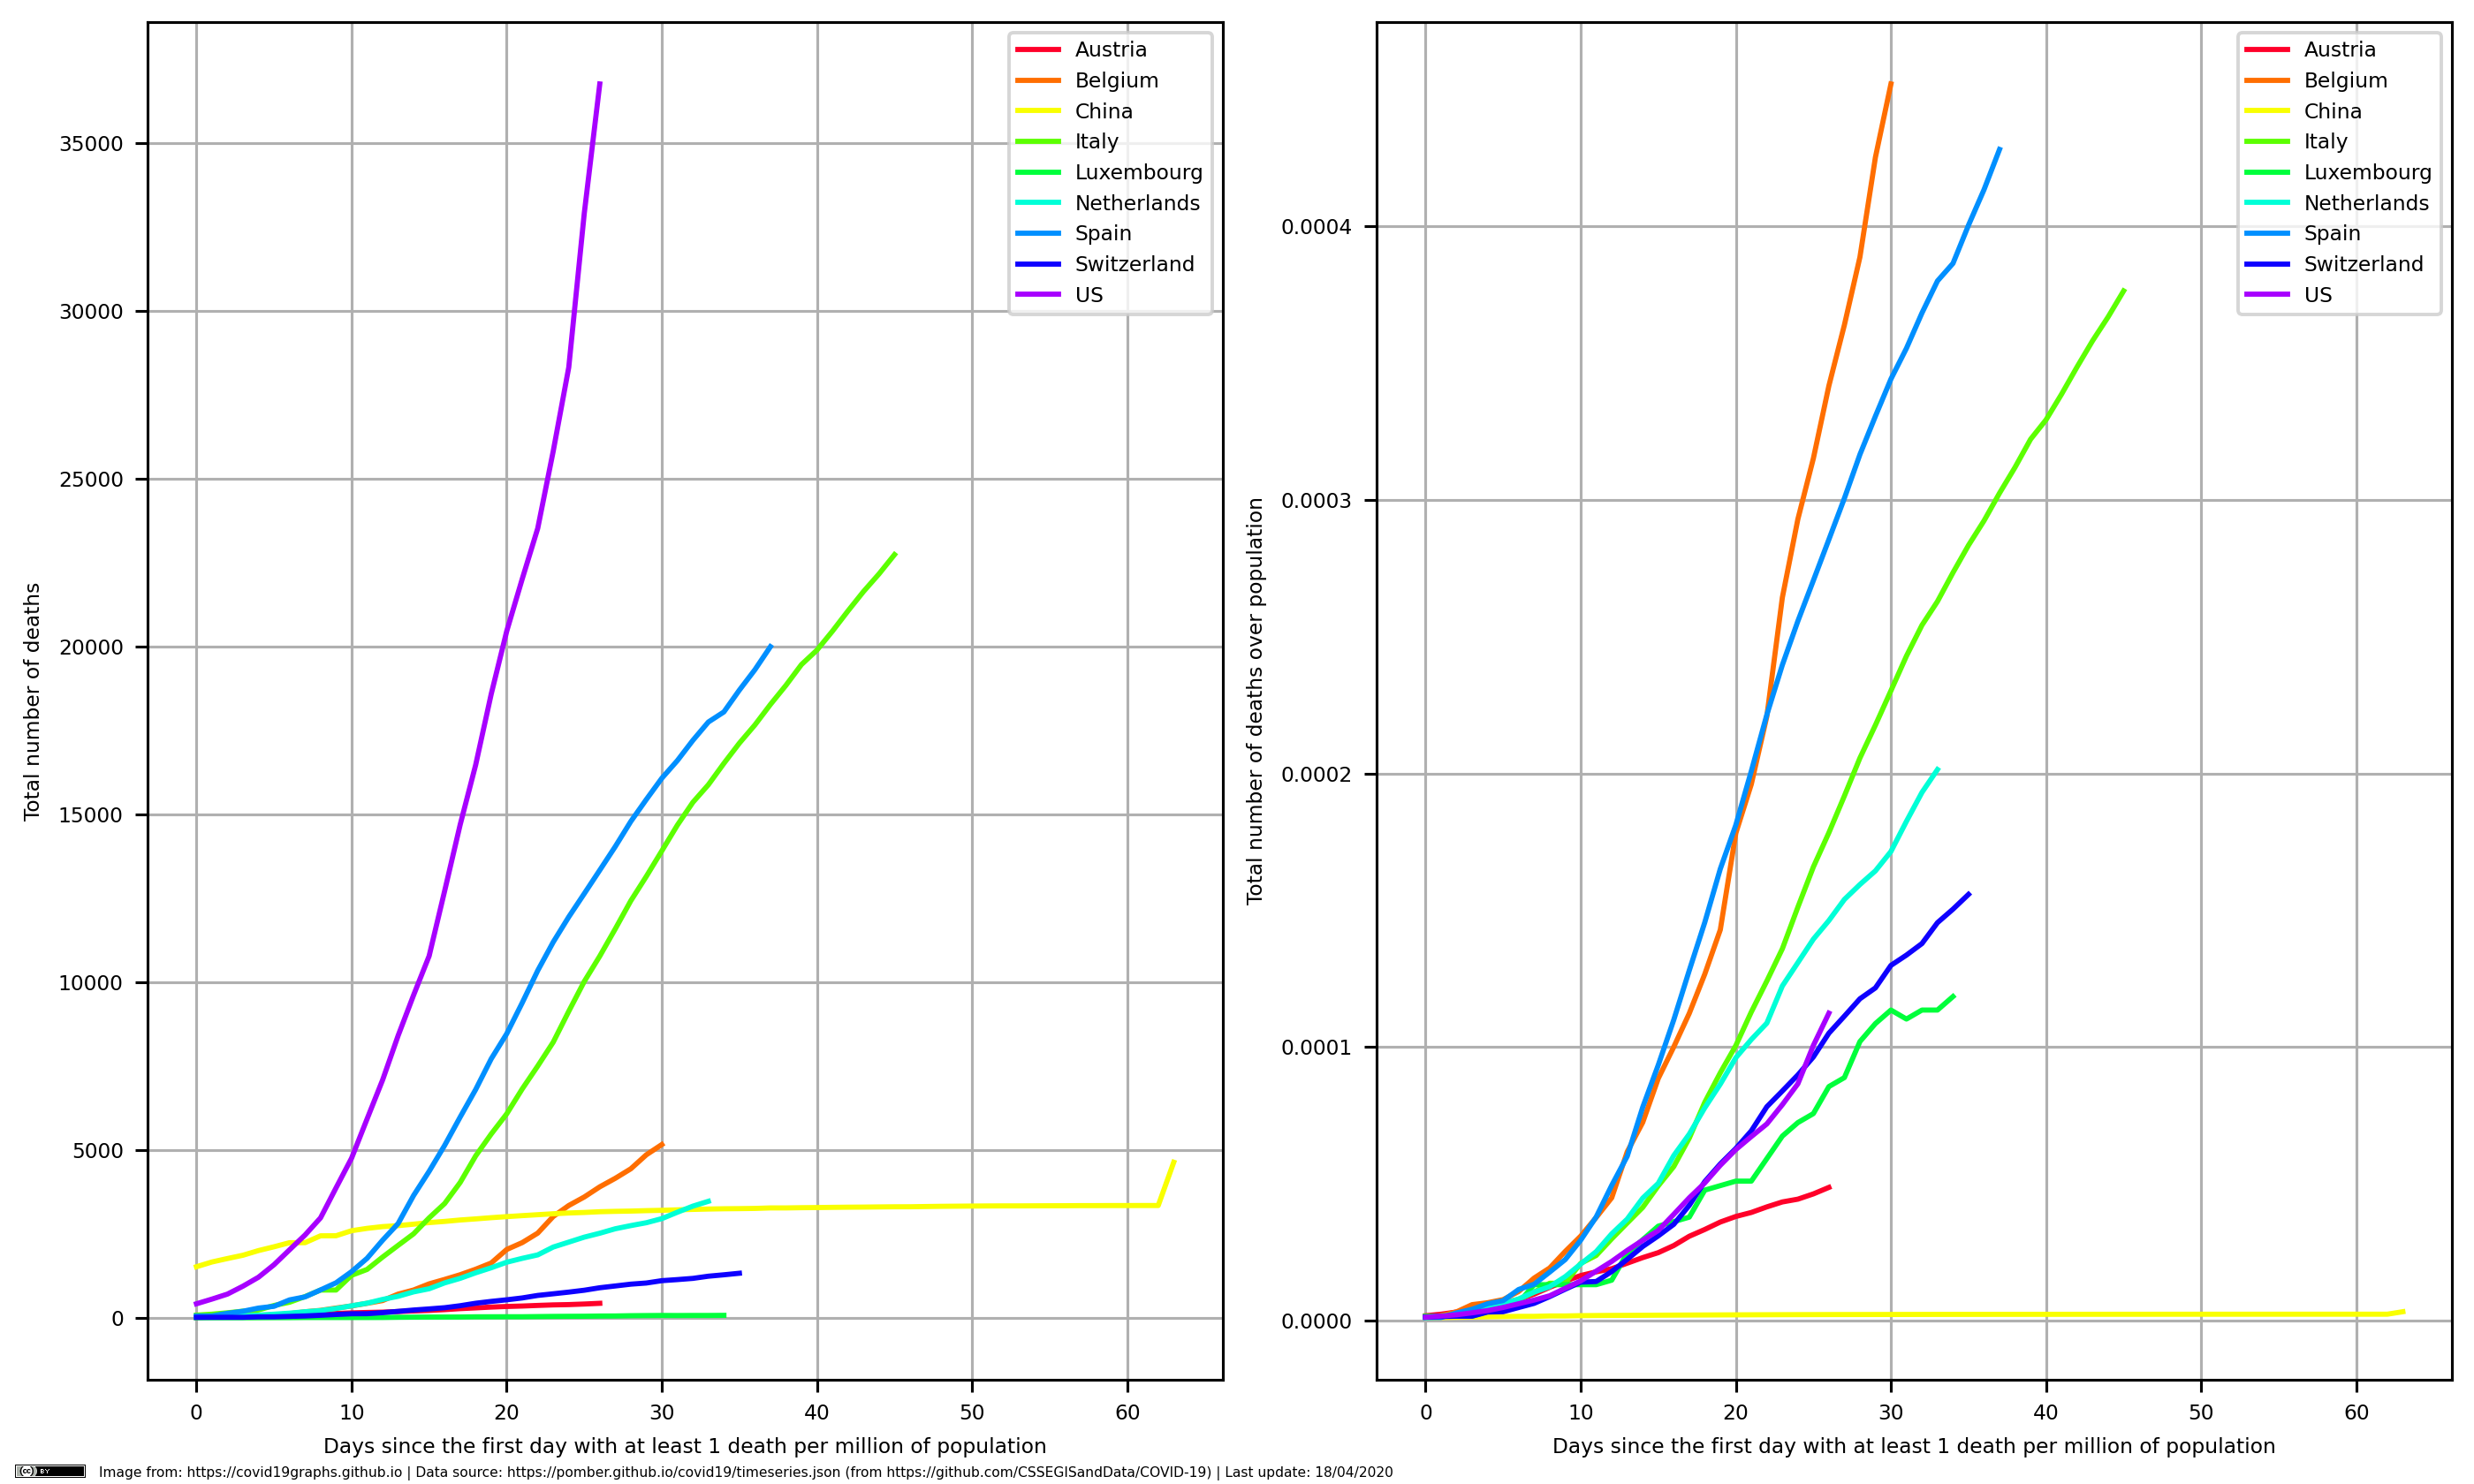 Total number of deaths
35000
30000
25000
20000
15000
10000
5000
0
0 10 20 30 40 50 60
Days since the first day with at least 1 death per million of population
Austria
Belgium
China
Italy
Luxembourg
Netherlands
Spain
Switzerland
US
Total number of deaths over population
0.0004
0.0003
0.0002
0.0001
0.0000
0 10 20 30 40 50 60
Days since the first day with at least 1 death per million of population
Austria
Belgium
China
Italy
Luxembourg
Netherlands
Spain
Switzerland
US
cc BY Image from: https://covid19graphs.github.io | Data source: https://pomber.github.io/covid19/timeseries.json (from https://github.com/CSSEGISandData/COVID-19) | Last update: 18/04/2020